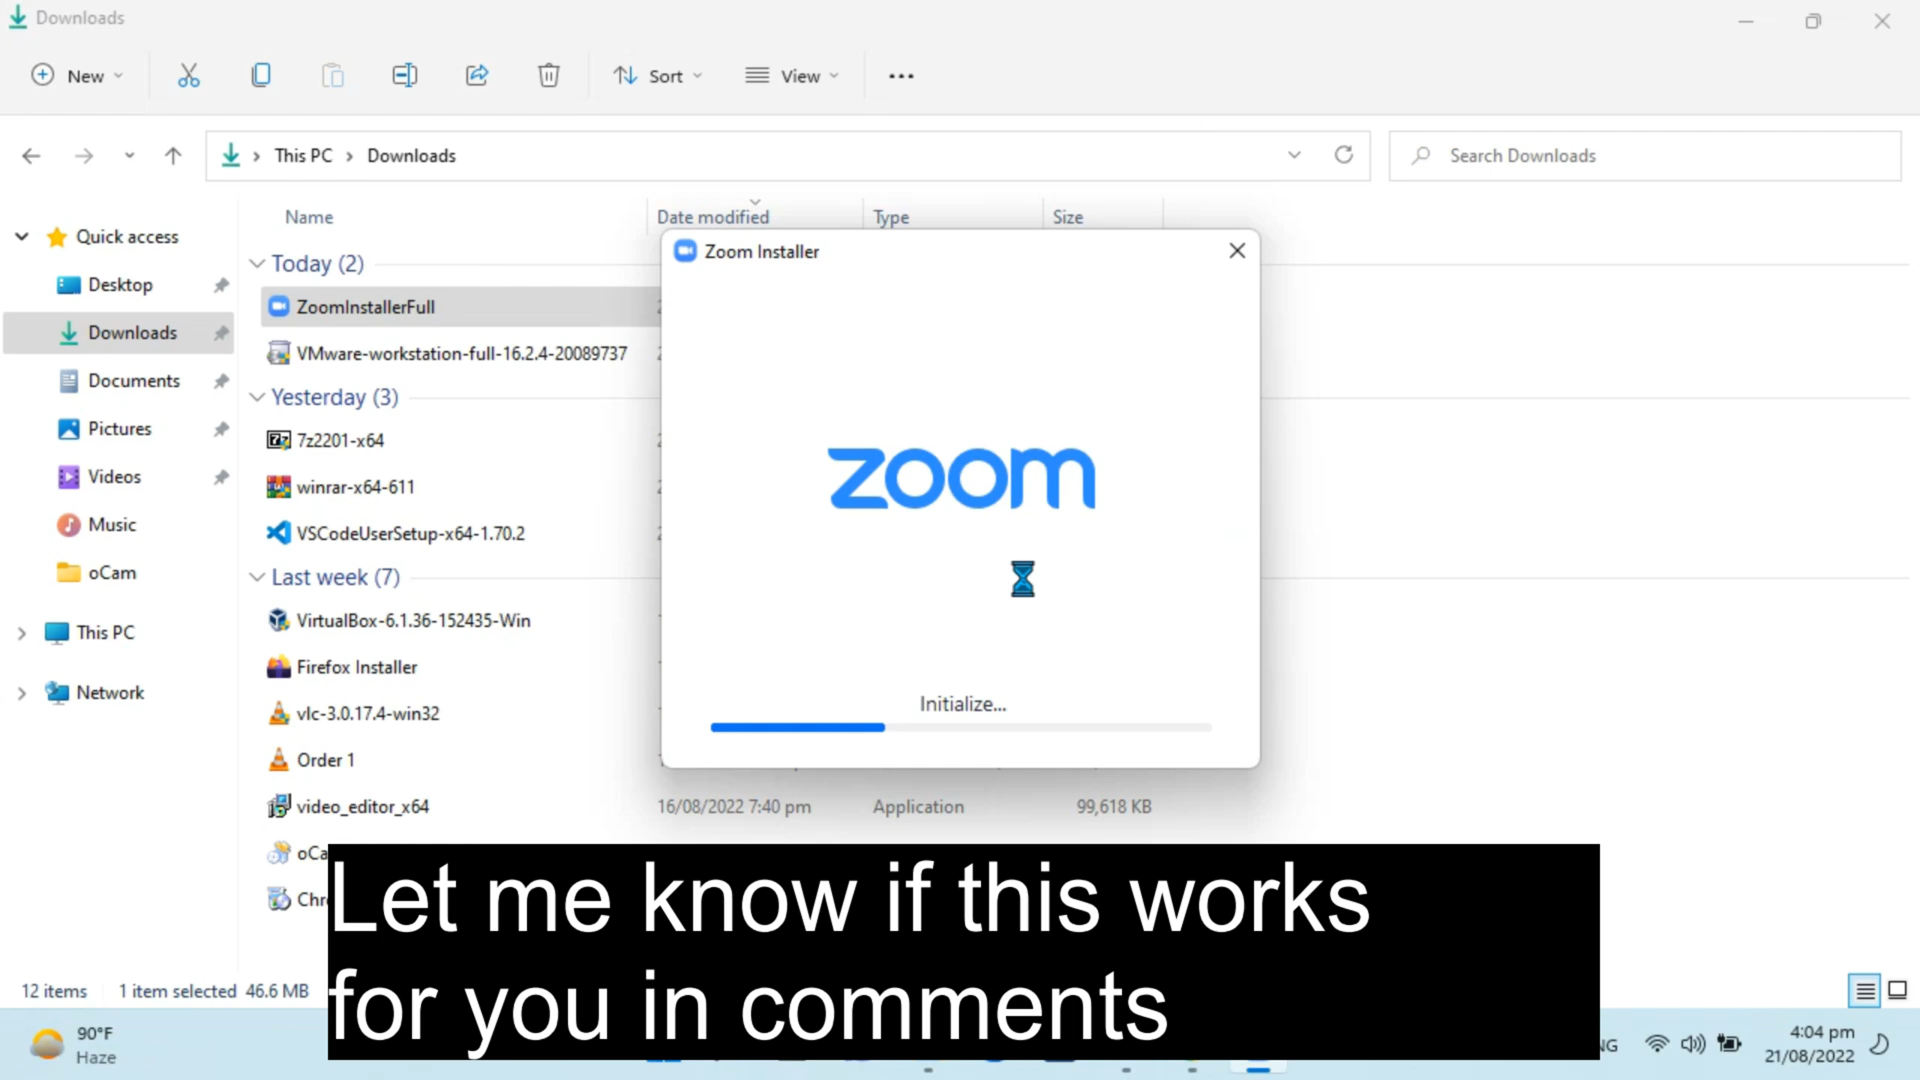 Downloads
New
Sort
View
This PC
Downloads
Search Downloads
Name
Date modified
Type
Size
Quick access
Desktop
Downloads
Documents
Pictures
Videos
Music
oCam
This PC
Network
Today (2)
ZoomInstallerFull
VMware-workstation-full-16.2.4-20089737
Yesterday (3)
7z2201-x64
winrar-x64-611
VSCodeUserSetup-x64-1.70.2
Last week (7)
VirtualBox-6.1.36-152435-Win
Firefox Installer
vlc-3.0.17.4-win32
Order 1
video_editor_x64 16/08/2022 7:40 pm Application 99,618 KB
Zoom Installer
zoom
Initialize...
Let me know if this works
for you in comments
12 items 1 item selected 46.6 MB
90°F
Haze
4:04 pm
21/08/2022